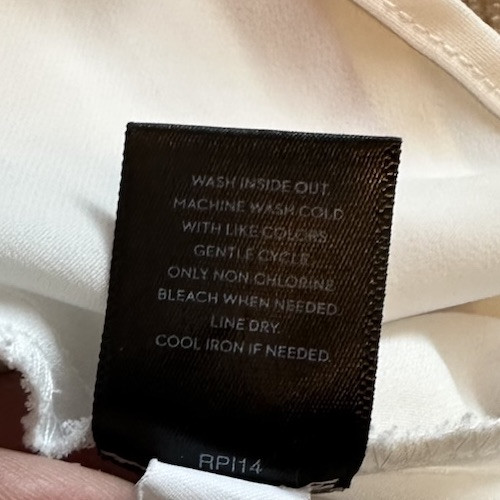 WASH INSIDE OUT.
MACHINE WASH COLD
WITH LIKE COLORS.
GENTLE CYCLE.
ONLY NON CHLORINE
BLEACH WHEN NEEDED.
LINE DRY.
COOL IRON IF NEEDED.
RPI14